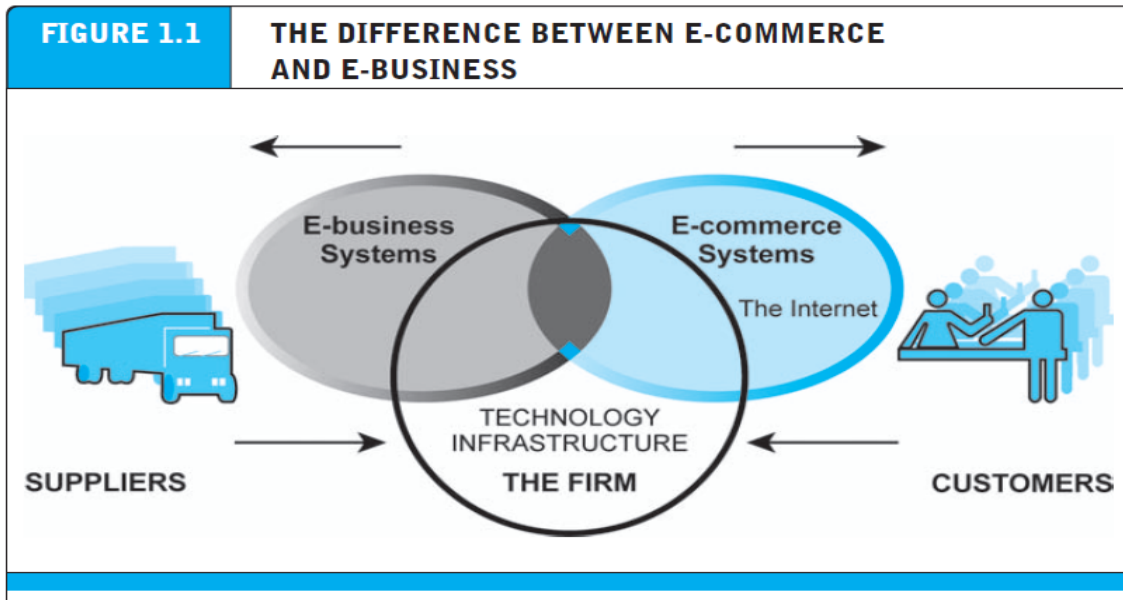 FIGURE 1.1
THE DIFFERENCE BETWEEN E-COMMERCE
AND E-BUSINESS
E-business
Systems
E-commerce
Systems
The Internet
TECHNOLOGY
INFRASTRUCTURE
THE FIRM
SUPPLIERS
CUSTOMERS